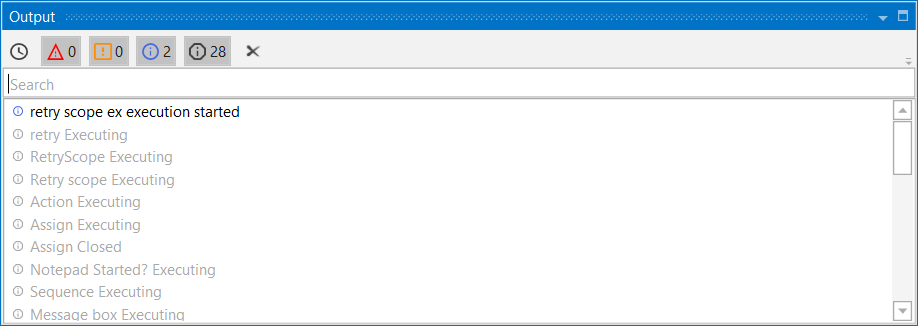 Output
0 0 2 28
Search
retry scope ex execution started
retry Executing
RetryScope Executing
Retry scope Executing
Action Executing
Assign Executing
Assign Closed
Notepad Started? Executing
Sequence Executing
Message box Executing